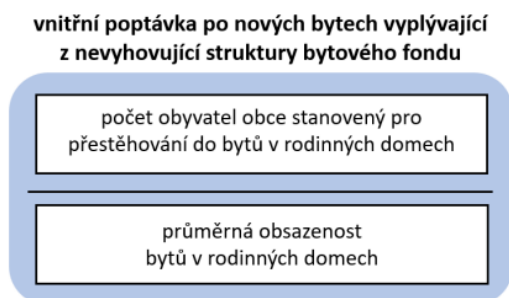 vnitřní poptávka po nových bytech vyplývající
z nevyhovující struktury bytového fondu
počet obyvatel obce stanovený pro
přestěhování do bytů v rodinných domech
průměrná obsazenost
bytů v rodinných domech